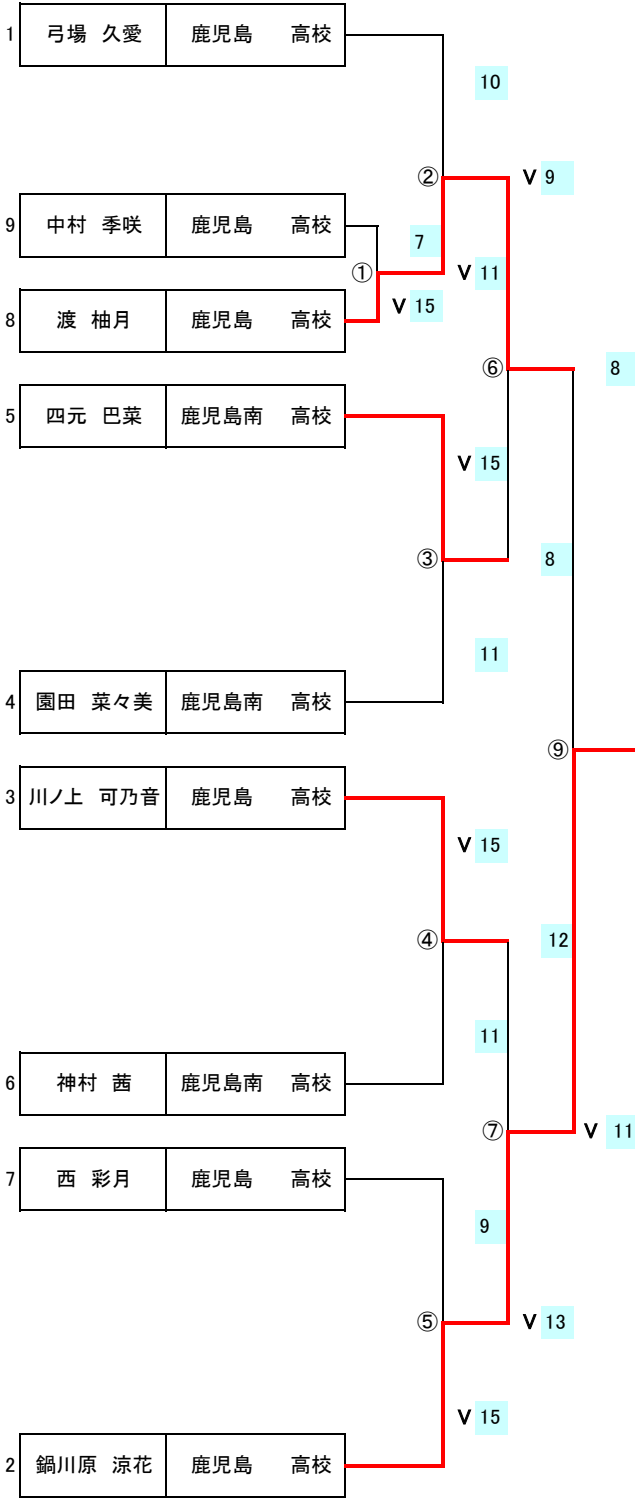 1 弓場 久愛 鹿児島 高校
10
② V 9
9 中村 季咲 鹿児島 高校
7
① V 11
8 渡 柚月 鹿児島 高校 V 15
⑥ 8
5 四元 巴菜 鹿児島南 高校
V 15
③ 8
11
4 園田 菜々美 鹿児島南 高校
⑨
3 川ノ上 可乃音 鹿児島 高校
V 15
④ 12
11
6 神村 茜 鹿児島南 高校
⑦ V 11
7 西 彩月 鹿児島 高校
9
⑤ V 13
V 15
2 鍋川原 涼花 鹿児島 高校